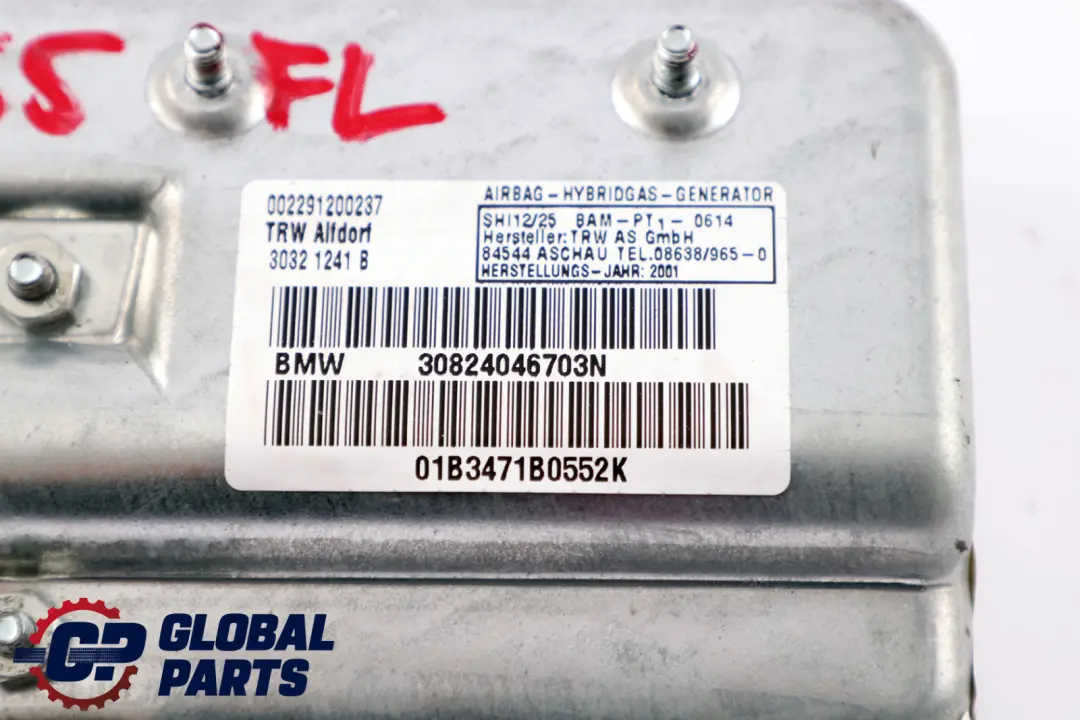 FL
002291200237
TRW Alfdorf
3032 1241 B
AIRBAG-HYBRIDGAS-GENERATOR
SHI12/25 BAM-PT1- 0614
Hersteller:TRW AS GmbH
84544 ASCHAU TEL.08638/965-0
HERSTELLUNGS-JAHR: 2001
BMW 30824046703N
01B3471B0552K
GP GLOBAL
PARTS